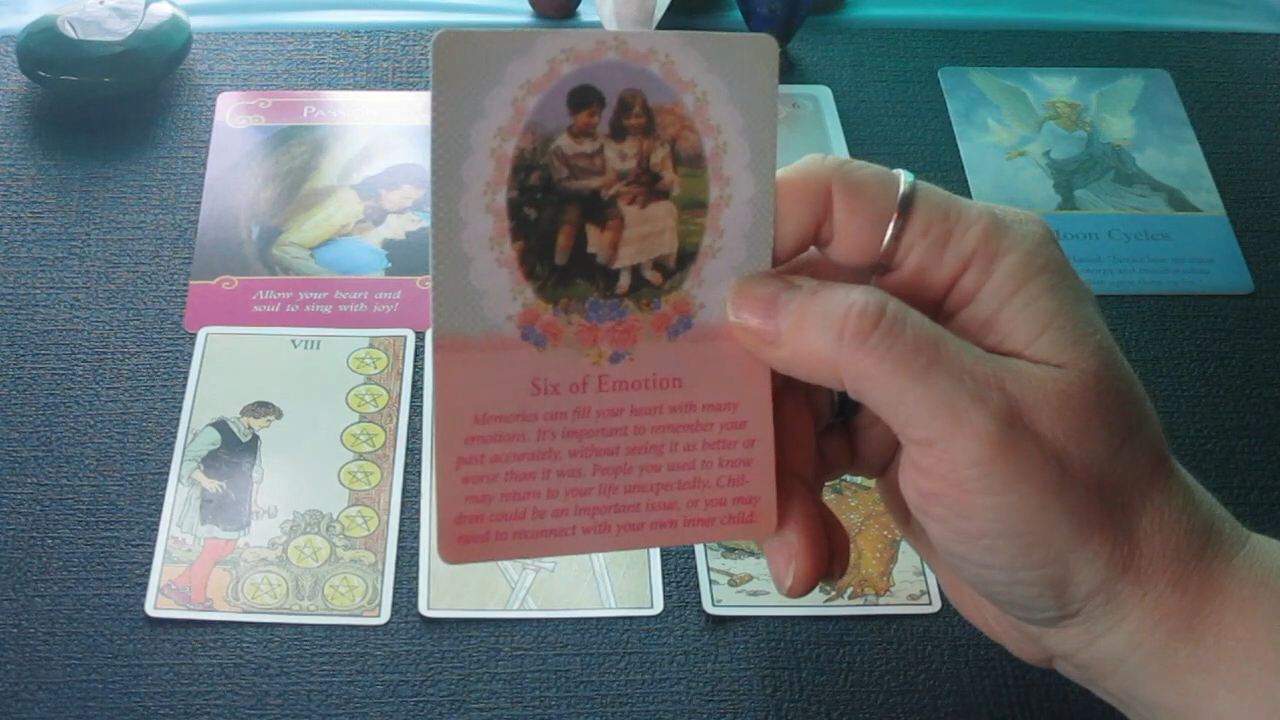 PASSION
6
Allow your heart and
soul to sing with joy!
Moon Cycles
VIII
Six of Emotion
Memories can fill your heart with many
emotions. It's important to remember your
past accurately, without seeing it as better or
worse than it was. People you used to know
may return to your life unexpectedly. Chil-
dren could be an important issue, or you may
need to reconnect with your own inner child.